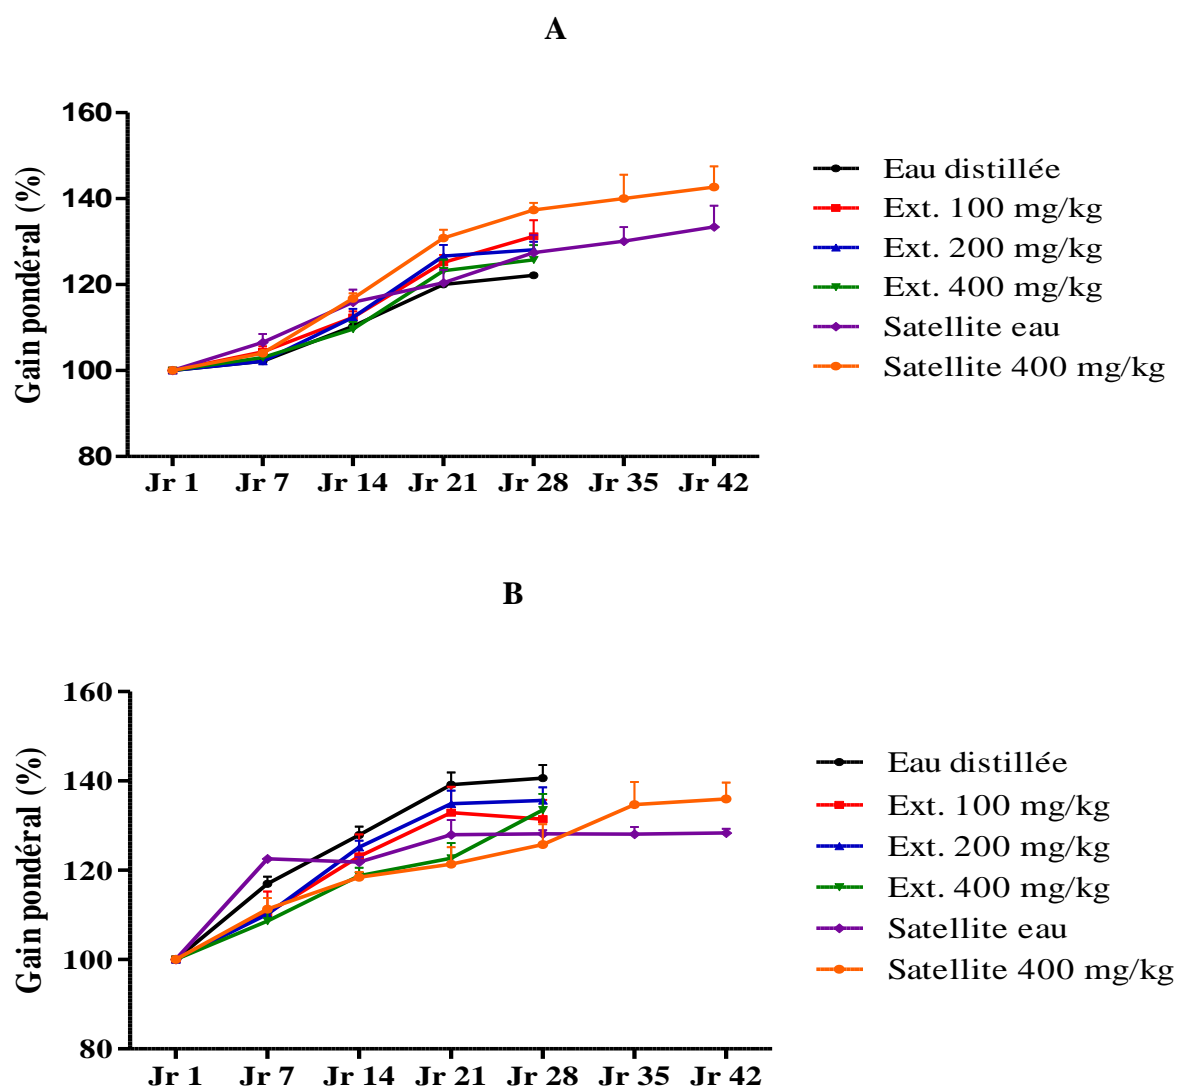 A
Gain pondéral (%)
160
140
120
100
80
Jr 1 Jr 7 Jr 14 Jr 21 Jr 28 Jr 35 Jr 42
Eau distillée
Ext. 100 mg/kg
Ext. 200 mg/kg
Ext. 400 mg/kg
Satellite eau
Satellite 400 mg/kg
B
Gain pondéral (%)
160
140
120
100
80
Jr 1 Jr 7 Jr 14 Jr 21 Jr 28 Jr 35 Jr 42
Eau distillée
Ext. 100 mg/kg
Ext. 200 mg/kg
Ext. 400 mg/kg
Satellite eau
Satellite 400 mg/kg